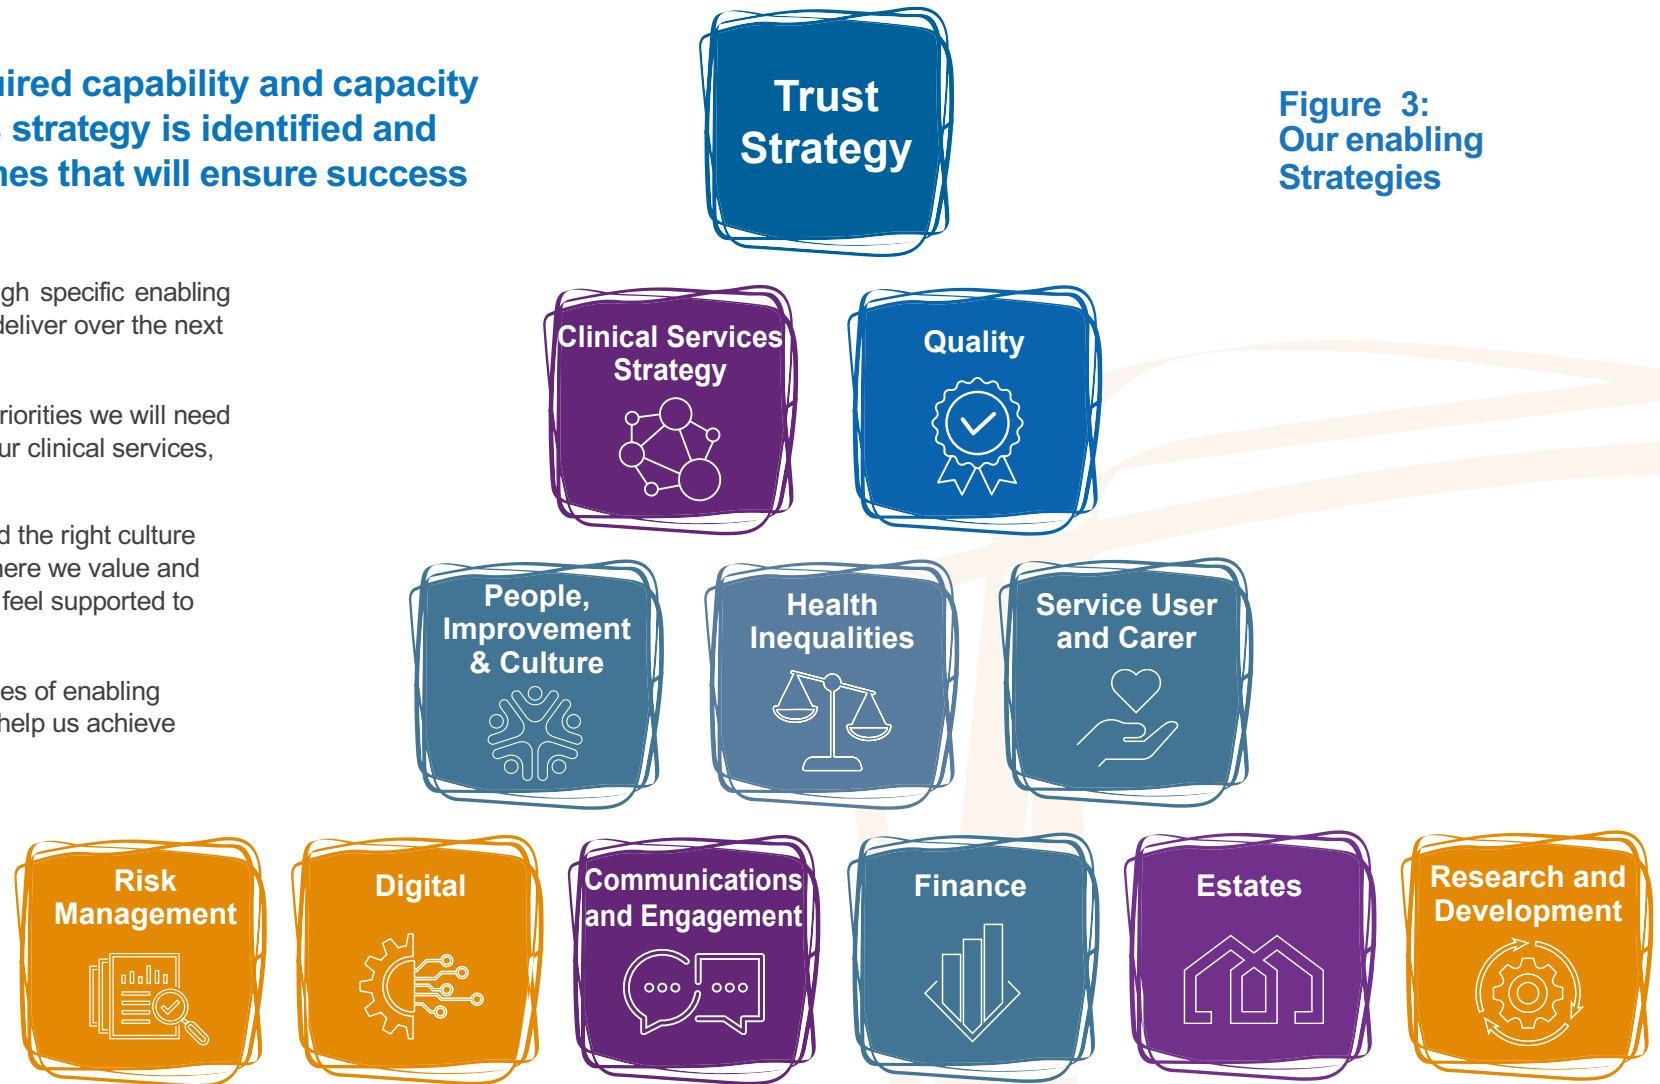 uired capability and capacity
strategy is identified and
nes that will ensure success
gh specific enabling
deliver over the next
riorities we will need
ur clinical services,
d the right culture
here we value and
feel supported to
es of enabling
help us achieve
Trust
Strategy
Figure 3:
Our enabling
Strategies
Clinical Services
Strategy
Quality
People,
Improvement
& Culture
Health
Inequalities
Service User
and Carer
Risk
Management
Digital
Communications
and Engagement
Finance
Estates
Research and
Development